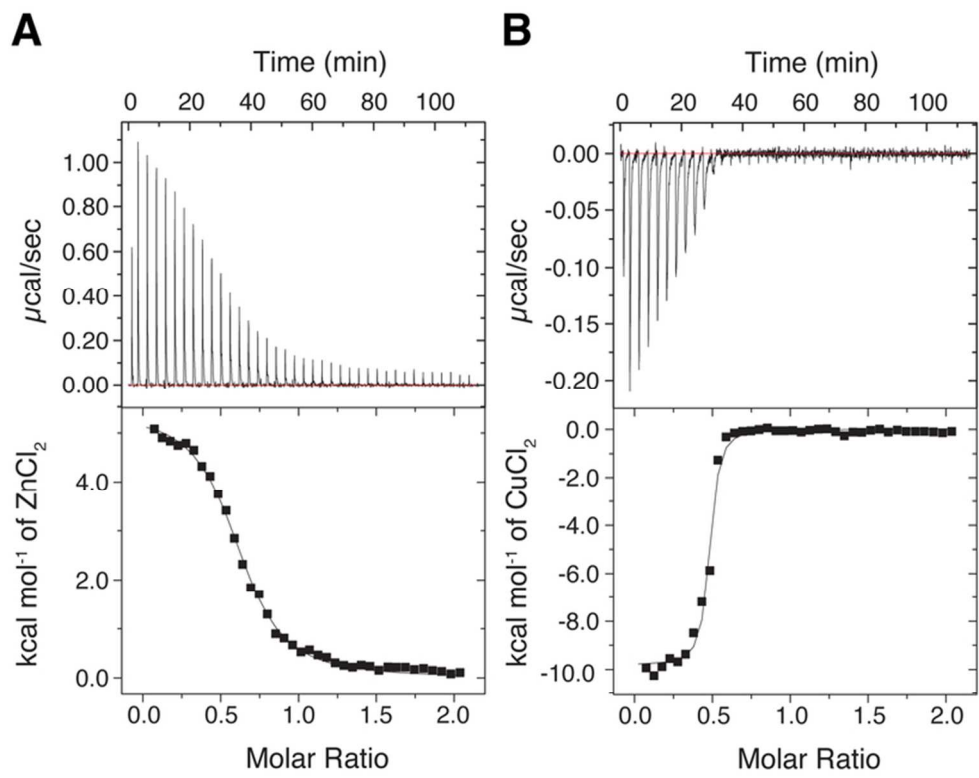 A
Time (min)
0 20 40 60 80 100
1.00
0.80
0.60
0.40
0.20
0.00
µcal/sec
4.0
2.0
0.0
kcal mol⁻¹ of ZnCl₂
0.0 0.5 1.0 1.5 2.0
Molar Ratio
B
Time (min)
0 20 40 60 80 100
0.00
-0.05
-0.10
-0.15
-0.20
µcal/sec
0.0
-2.0
-4.0
-6.0
-8.0
-10.0
kcal mol⁻¹ of CuCl₂
0.0 0.5 1.0 1.5 2.0
Molar Ratio